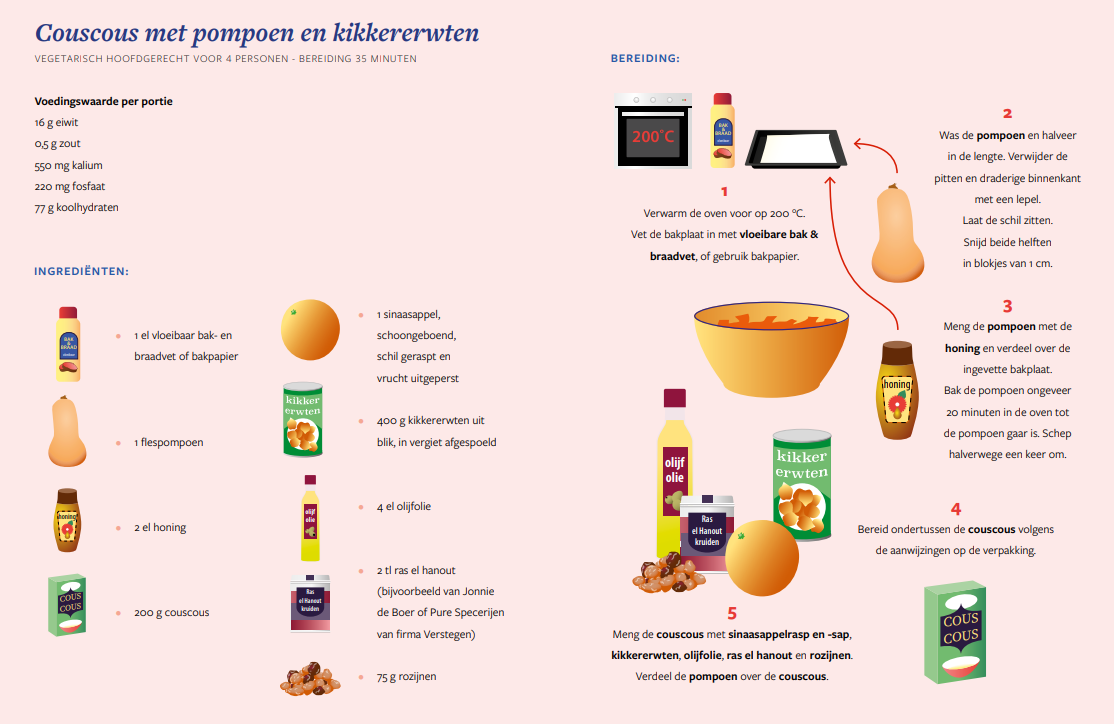 Couscous met pompoen en kikkererwten
VEGETARISCH HOOFDGERECHT VOOR 4 PERSONEN - BEREIDING 35 MINUTEN
Voedingswaarde per portie
16 g eiwit
0,5 g zout
550 mg kalium
220 mg fosfaat
77 g koolhydraten
INGREDIËNTEN:
BAK
&
BRAAD
vloeibaar
1 el vloeibaar bak- en
braadvet of bakpapier
1 flespompoen
honing
2 el honing
COUS
COUS
200 g couscous
1 sinaasappel,
schoongeboend,
schil geraspt en
vrucht uitgeperst
kikker
erwten
400 g kikkererwten uit
blik, in vergiet afgespoeld
olijf
olie
4 el olijfolie
Ras
el Hanout
kruiden
2 tl ras el hanout
(bijvoorbeeld van Jonnie
de Boer of Pure Specerijen
van firma Verstegen)
75 g rozijnen
BEREIDING:
200°C
BAK
&
BRAAD
vloeibaar
1
Verwarm de oven voor op 200 °C.
Vet de bakplaat in met vloeibare bak &
braadvet, of gebruik bakpapier.
2
Was de pompoen en halveer
in de lengte. Verwijder de
pitten en draderige binnenkant
met een lepel.
Laat de schil zitten.
Snijd beide helften
in blokjes van 1 cm.
3
Meng de pompoen met de
honing en verdeel over de
ingevette bakplaat.
Bak de pompoen ongeveer
20 minuten in de oven tot
de pompoen gaar is. Schep
halverwege een keer om.
honing
4
Bereid ondertussen de couscous volgens
de aanwijzingen op de verpakking.
COUS
COUS
olijf
olie
kikker
erwten
Ras
el Hanout
kruiden
5
Meng de couscous met sinaasappelrasp en -sap,
kikkererwten, olijfolie, ras el hanout en rozijnen.
Verdeel de pompoen over de couscous.